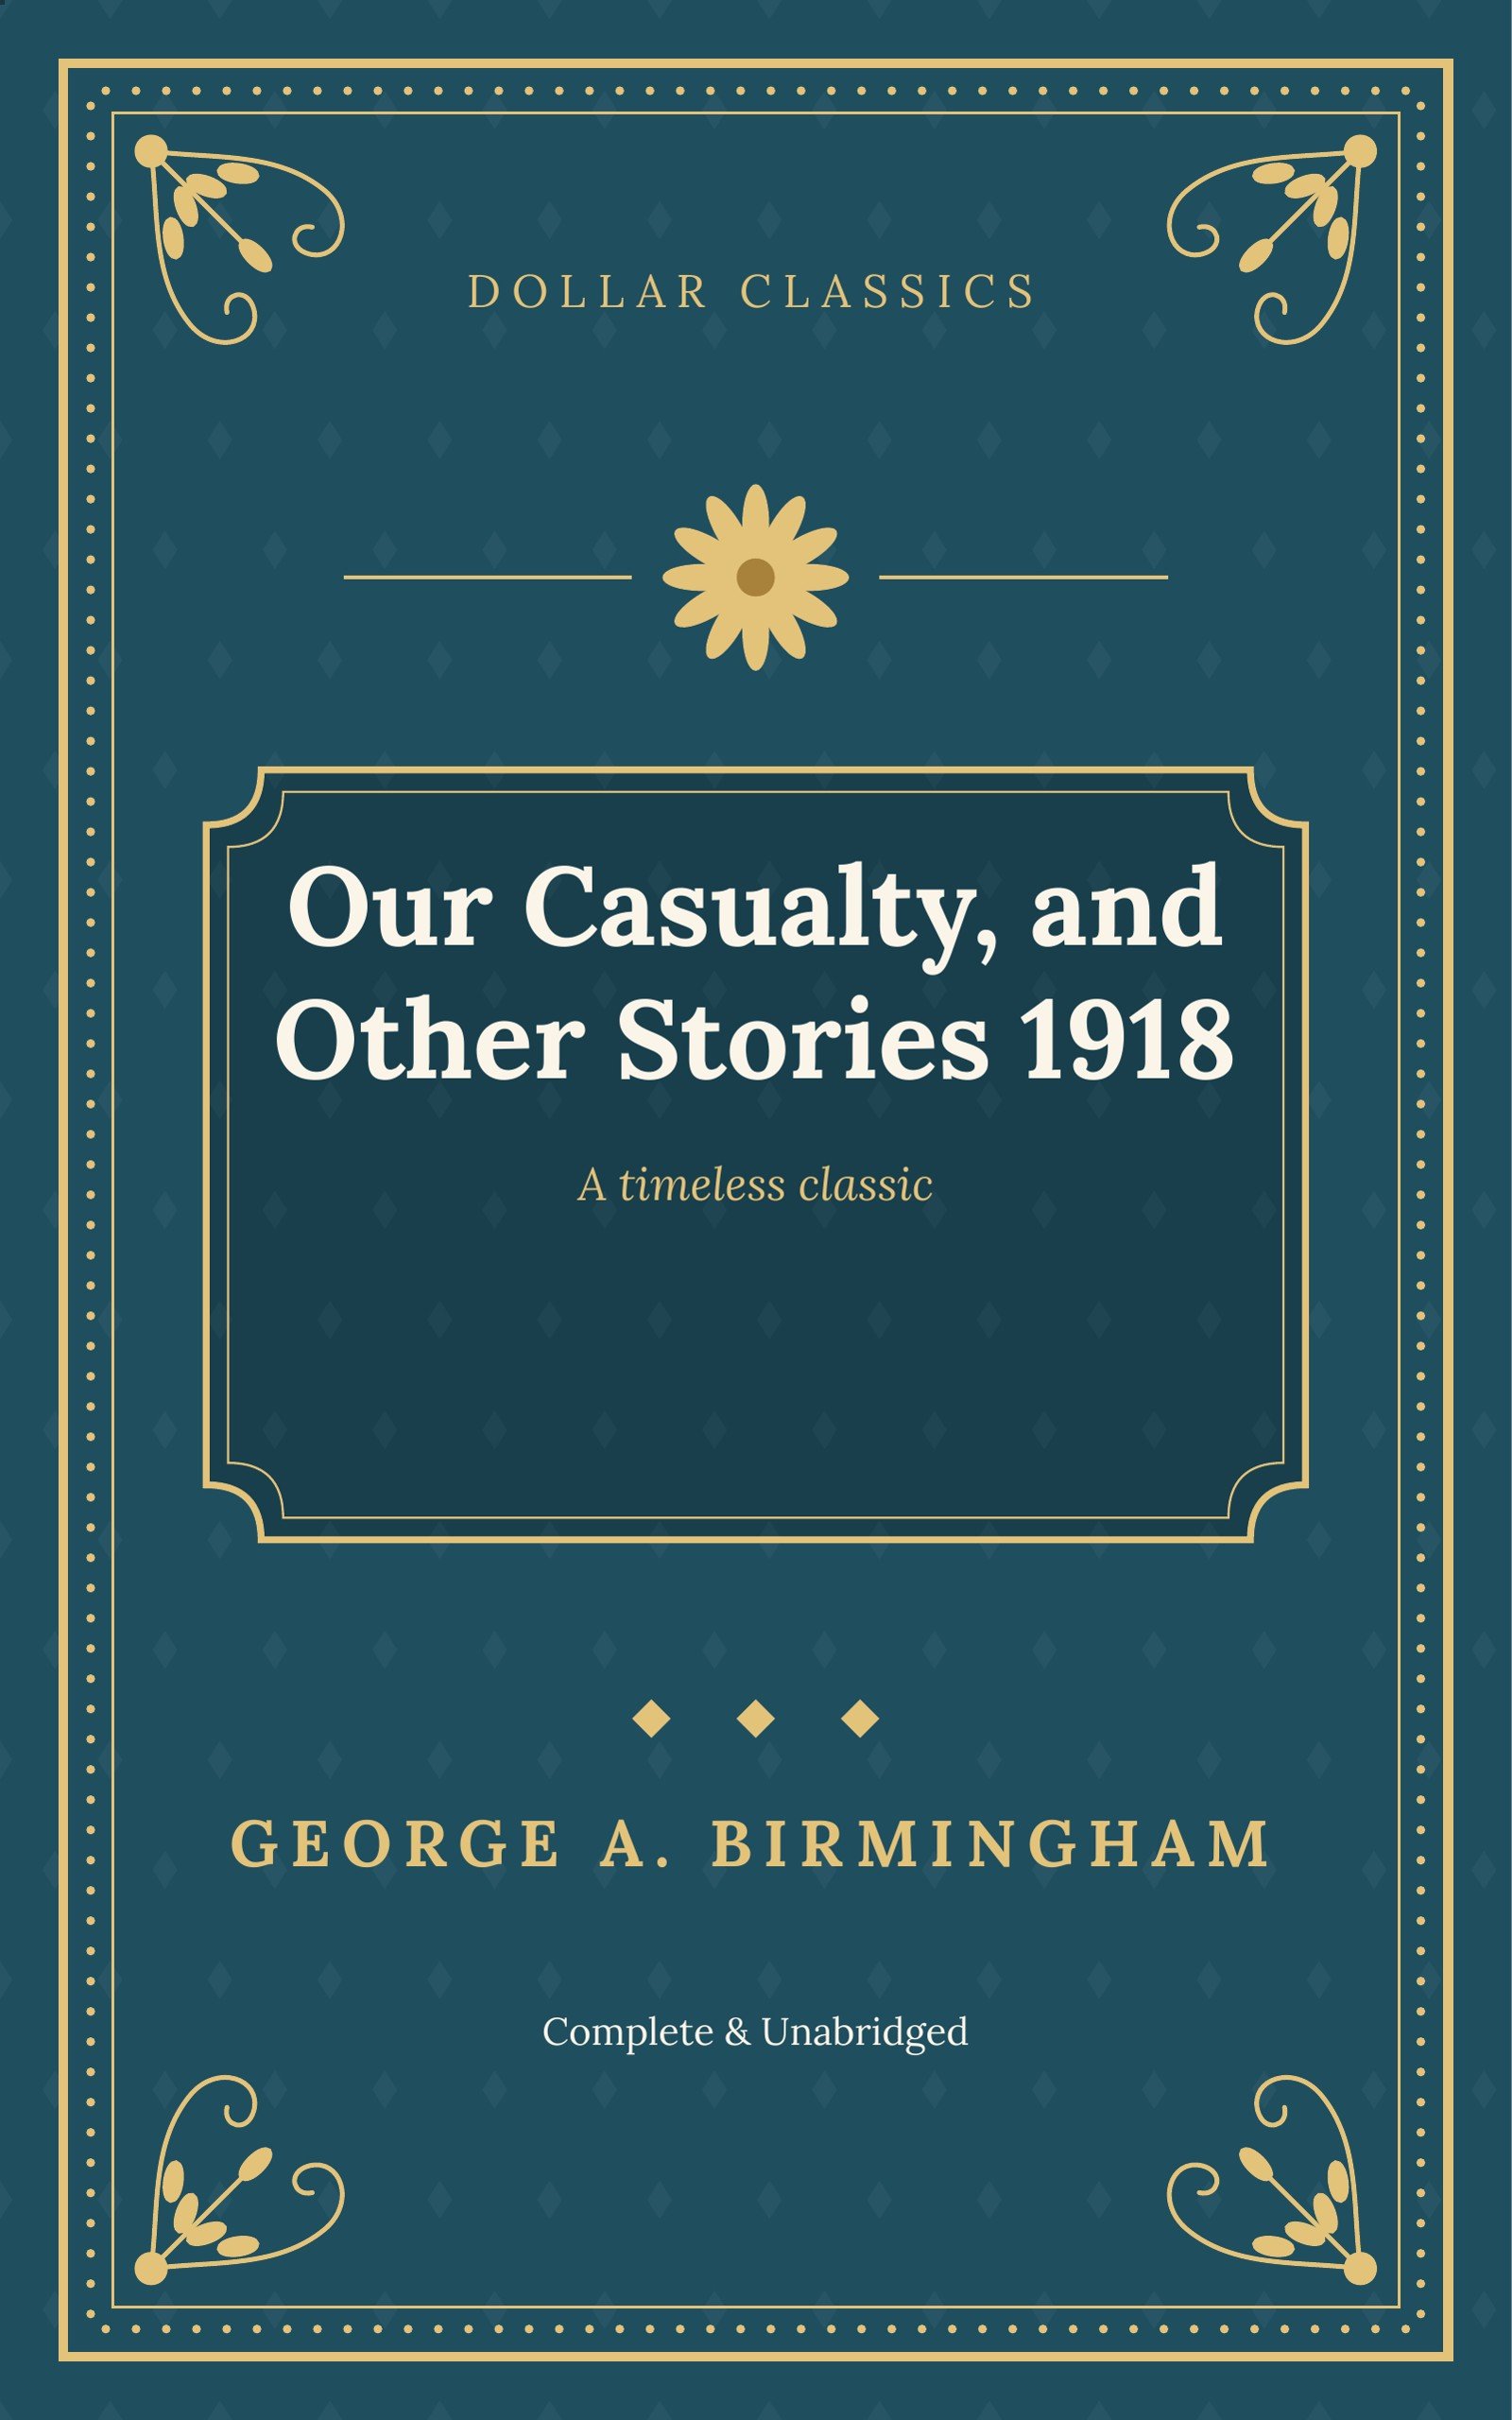 DOLLAR CLASSICS
Our Casualty, and
Other Stories 1918
A timeless classic
GEORGE A. BIRMINGHAM
Complete & Unabridged